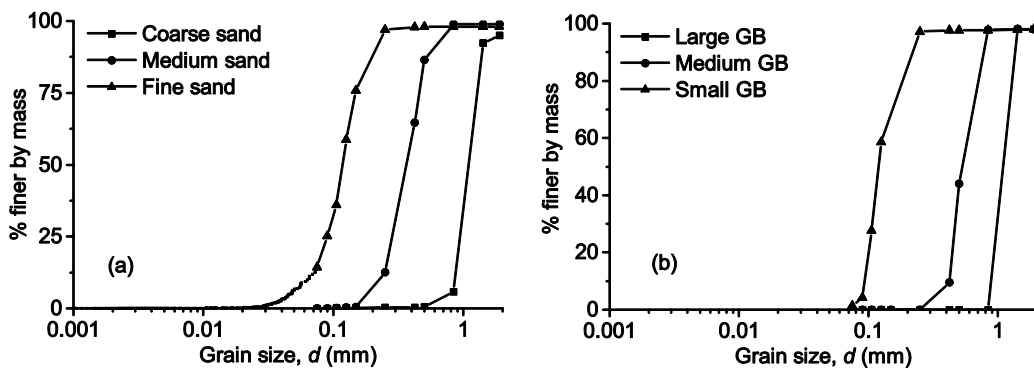 100
75
50
25
0
% finer by mass
Coarse sand
Medium sand
Fine sand
(a)
0.001
0.01
0.1
1
Grain size, d (mm)
100
80
60
40
20
0
% finer by mass
Large GB
Medium GB
Small GB
(b)
0.001
0.01
0.1
1
Grain size, d (mm)